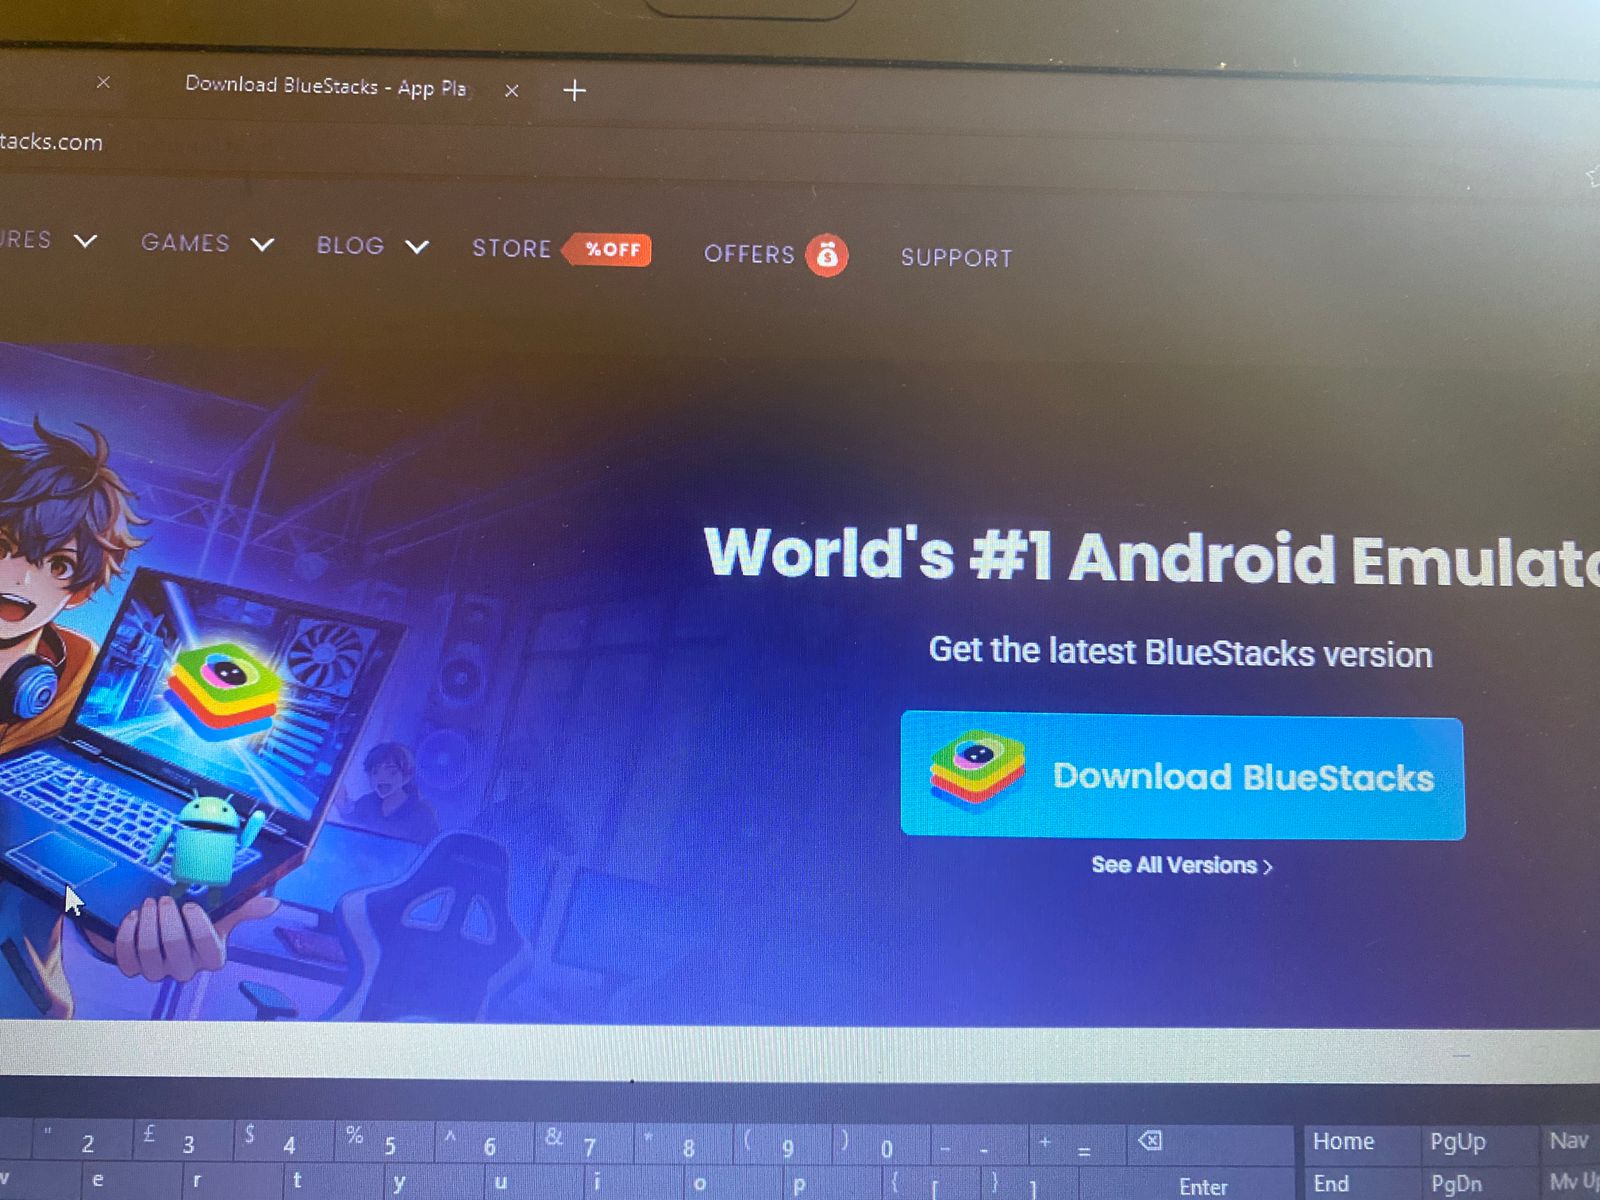 Download BlueStacks - App Pla
tacks.com
URES GAMES BLOG STORE %OFF OFFERS $ SUPPORT
World's #1 Android Emulato
Get the latest BlueStacks version
Download BlueStacks
See All Versions >
" 2 £ 3 $ 4 % 5 ^ 6 & 7 * 8 ( 9 ) 0 _ - + = Home PgUp Nav
w e r t y u i o p { [ } ] Enter End PgDn Mv Up